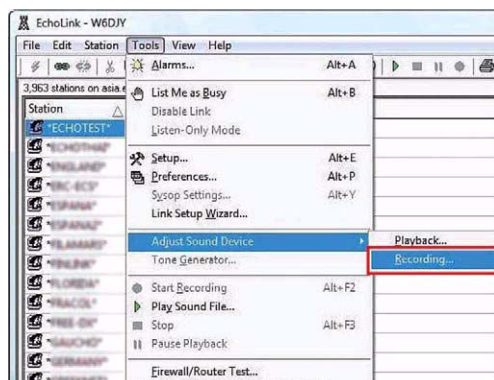 EchoLink - W6DJY
File Edit Station Tools View Help
3,963 stations on asia.e
Station
*ECHOTEST*
Alarms... Alt+A
List Me as Busy Alt+B
Disable Link
Listen-Only Mode
Setup... Alt+E
Preferences... Alt+P
Sysop Settings... Alt+Y
Link Setup Wizard...
Adjust Sound Device
Playback...
Recording...
Tone Generator...
Start Recording Alt+F2
Play Sound File...
Stop Alt+F3
Pause Playback
Firewall/Router Test...